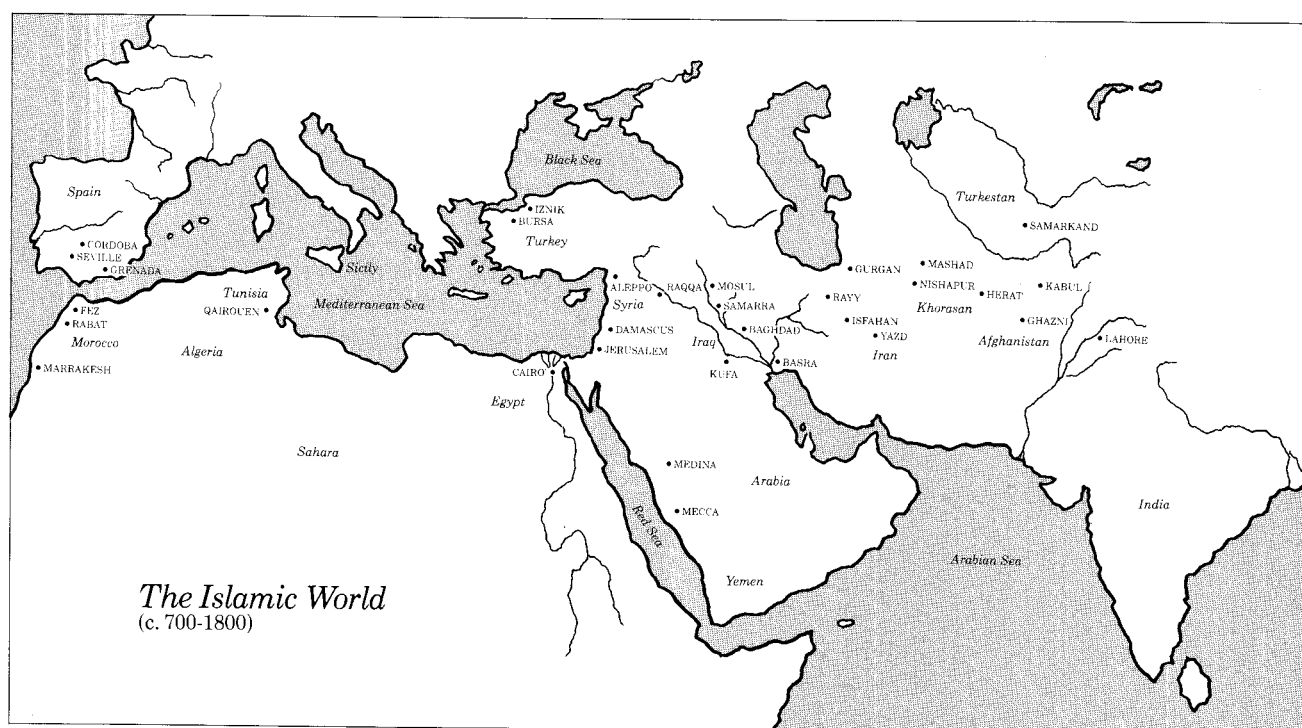 Black Sea
Spain
Turkestan
IZNIK
BURSA
SAMARKAND
Turkey
CORDOBA
SEVILLE
GRENADA
Sicily
GURGAN
MASHAD
Tunisia
ALEPPO
RAQQA
MOSUL
NISHAPUR
HERAT
KABUL
Mediterranean Sea
Syria
SAMARRA
RAYY
Khorasan
FEZ
QAIROUEN
RABAT
ISFAHAN
GHAZNI
Morocco
Algeria
DAMASCUS
Iraq
BAGHDAD
YAZD
Afghanistan
LAHORE
JERUSALEM
Iran
MARRAKESH
CAIRO
KUFA
BASRA
Egypt
Sahara
MEDINA
Arabia
MECCA
India
Red Sea
Arabian Sea
Yemen
The Islamic World
(c. 700-1800)